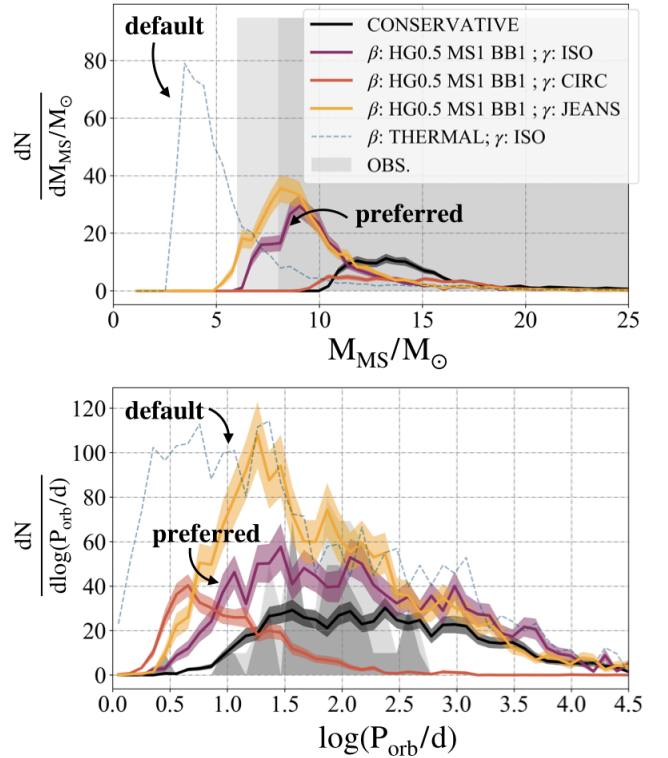 default
preferred
CONSERVATIVE
β: HG0.5 MS1 BB1 ; γ: ISO
β: HG0.5 MS1 BB1 ; γ: CIRC
β: HG0.5 MS1 BB1 ; γ: JEANS
β: THERMAL; γ: ISO
OBS.
dN
dM_MS/M_⊙
80
60
40
20
0
0 5 10 15 20 25
M_MS/M_⊙
default
preferred
dN
dlog(P_orb/d)
120
100
80
60
40
20
0
0.0 0.5 1.0 1.5 2.0 2.5 3.0 3.5 4.0 4.5
log(P_orb/d)